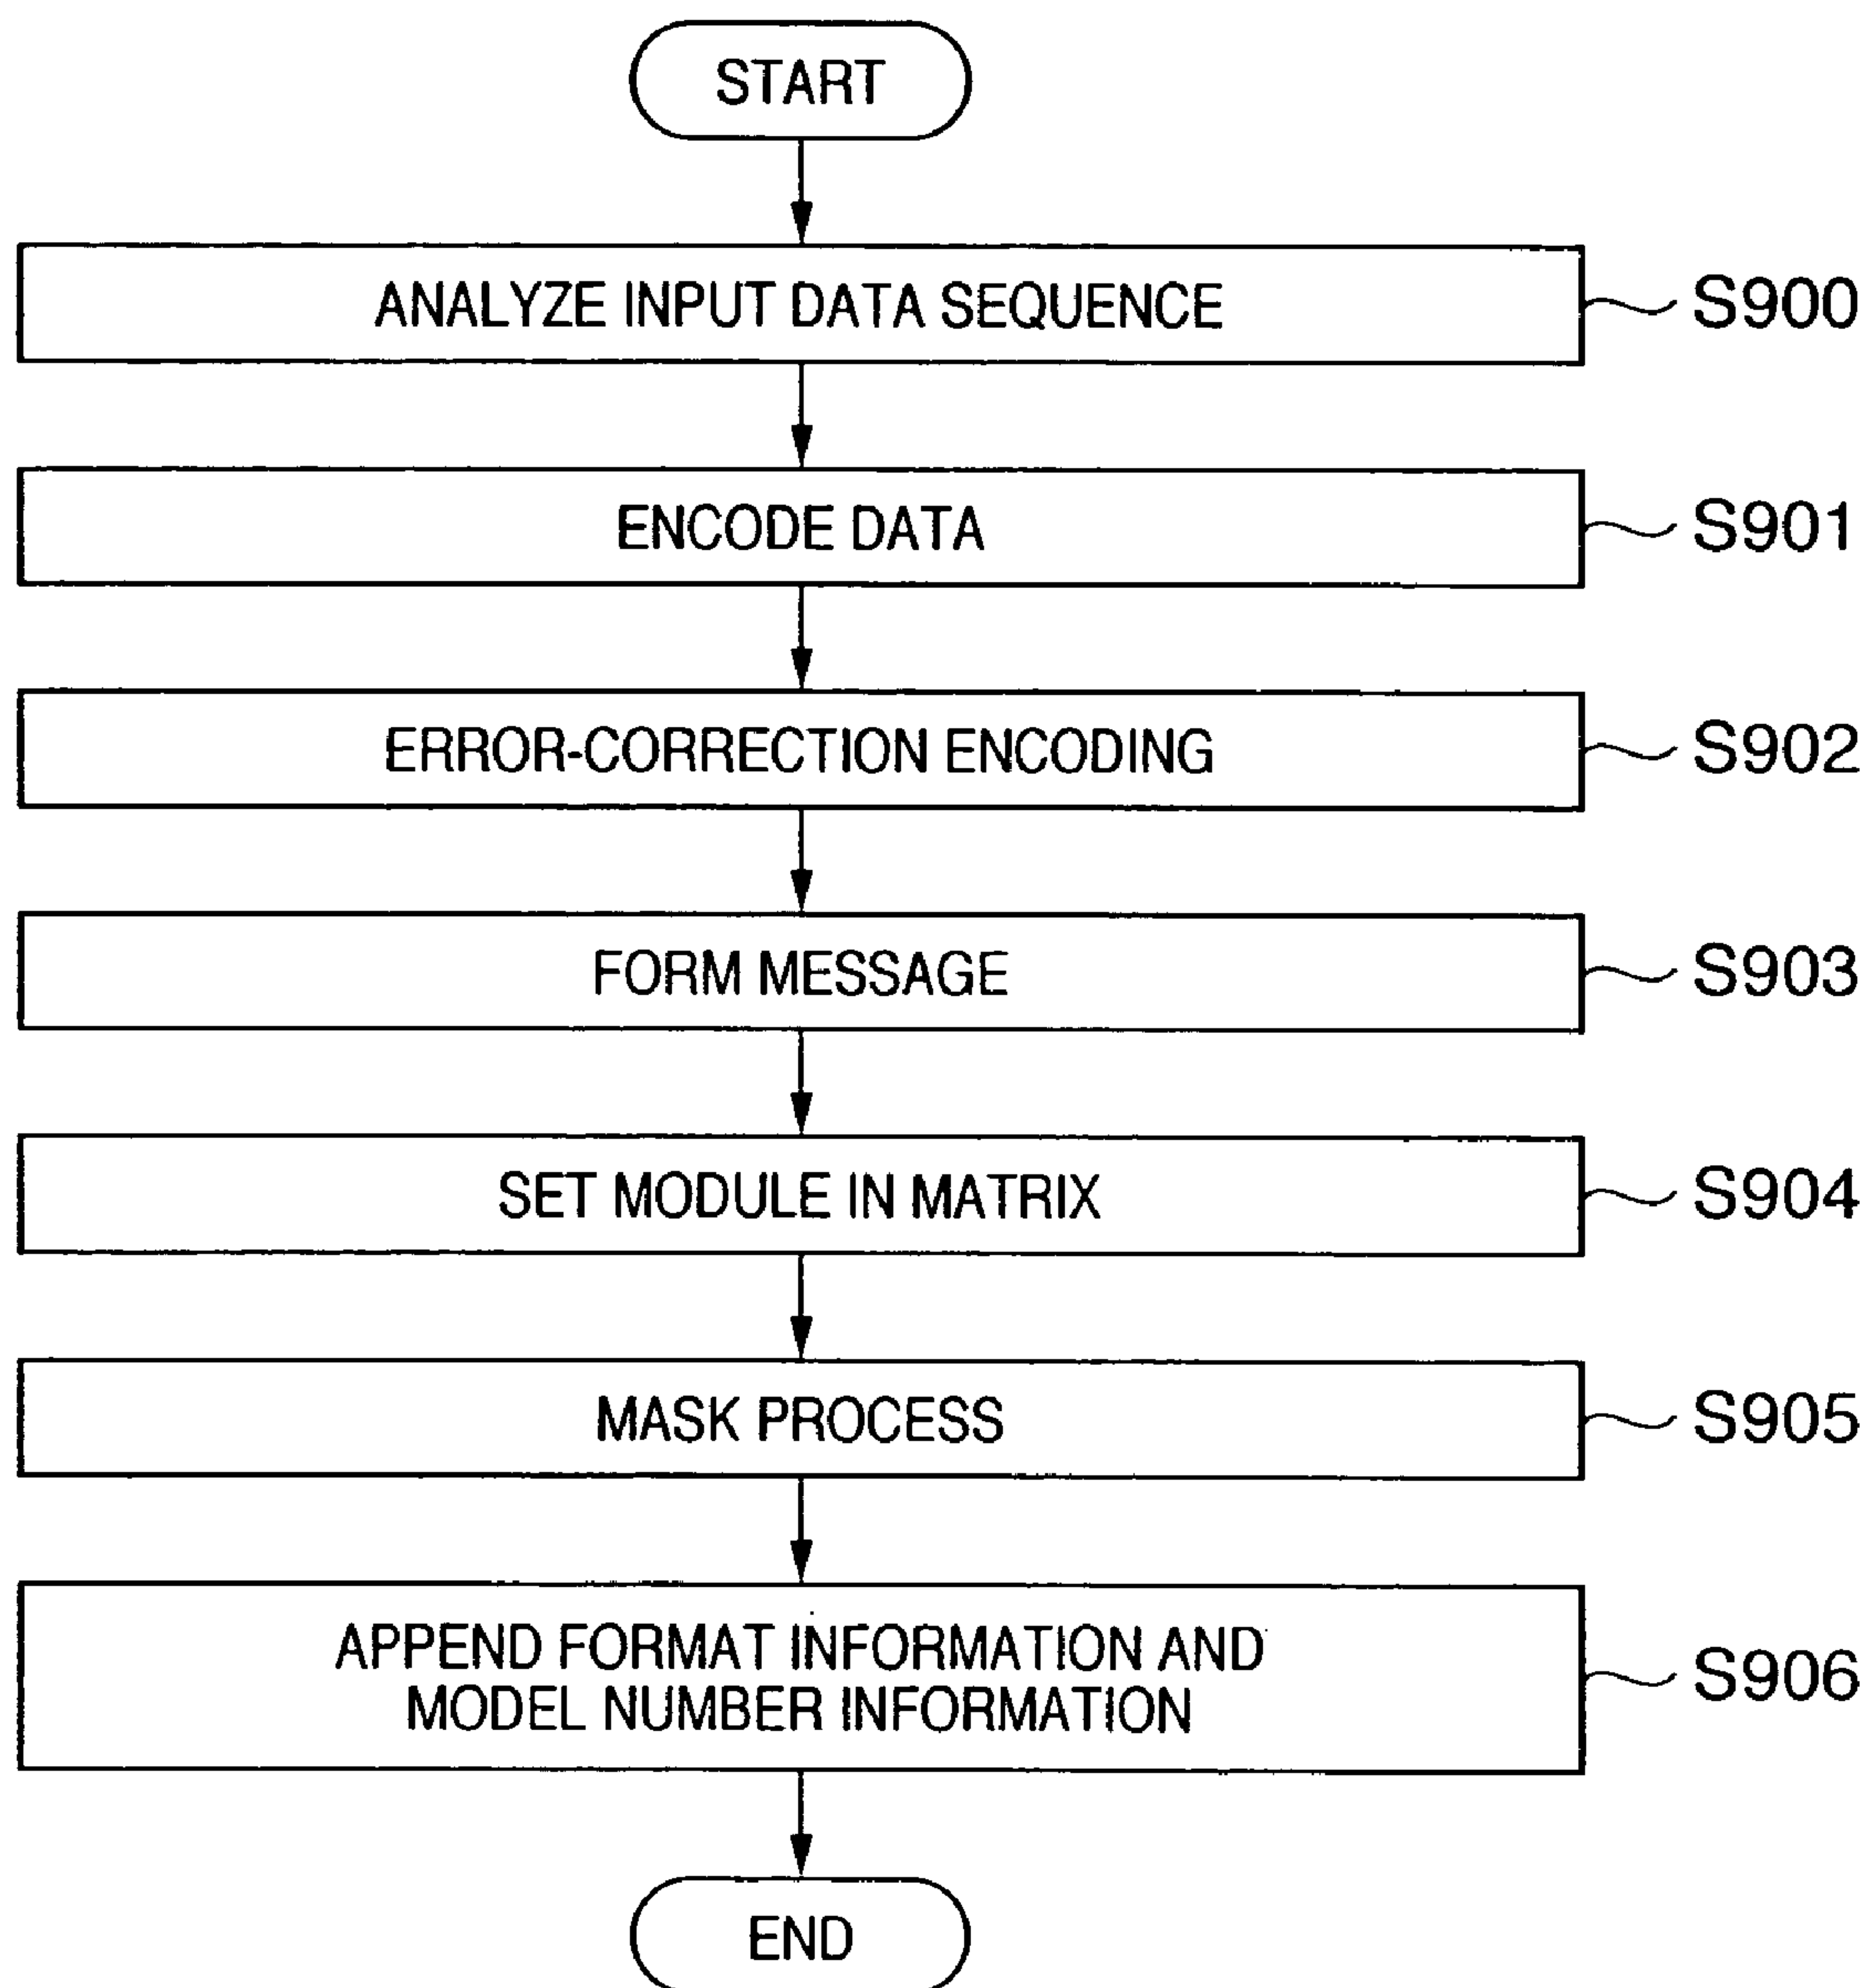 START
ANALYZE INPUT DATA SEQUENCE
S900
ENCODE DATA
S901
ERROR-CORRECTION ENCODING
S902
FORM MESSAGE
S903
SET MODULE IN MATRIX
S904
MASK PROCESS
S905
APPEND FORMAT INFORMATION AND
MODEL NUMBER INFORMATION
S906
END